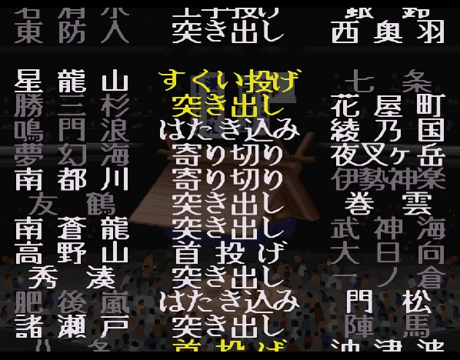 東防人 突き出し 西奥羽
星龍山 すくい投げ 七条
勝三杉 突き出し 花屋町
鳴門浪 はたき込み 綾乃国
夢幻海 寄り切り 夜叉ヶ岳
南都川 寄り切り 伊勢神楽
友鶴 突き出し 巻雲
南蒼龍 突き出し 武神海
高野山 首投げ 大日向
秀湊 突き出し 一ノ倉
肥後嵐 はたき込み 門松
諸瀬戸 突き出し 陣馬
首投げ